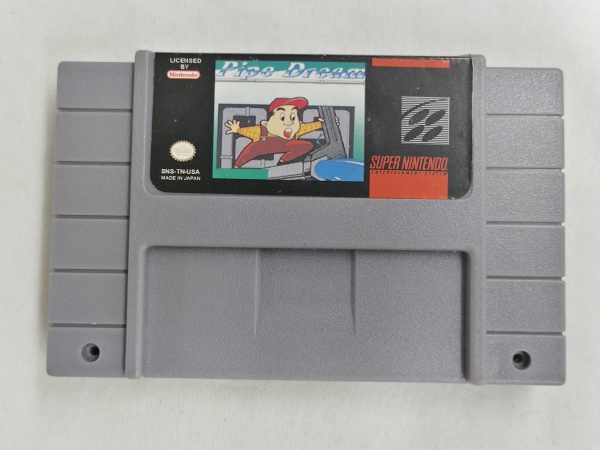 LICENSED
BY
Nintendo
Pipe Dream
SNS-TN-USA
MADE IN JAPAN
SUPER NINTENDO
ENTERTAINMENT SYSTEM